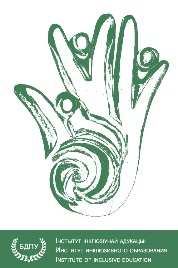 БДПУ
Інстытут інклюзіўнай адукацыі
Институт инклюзивного образования
Institute of inclusive education